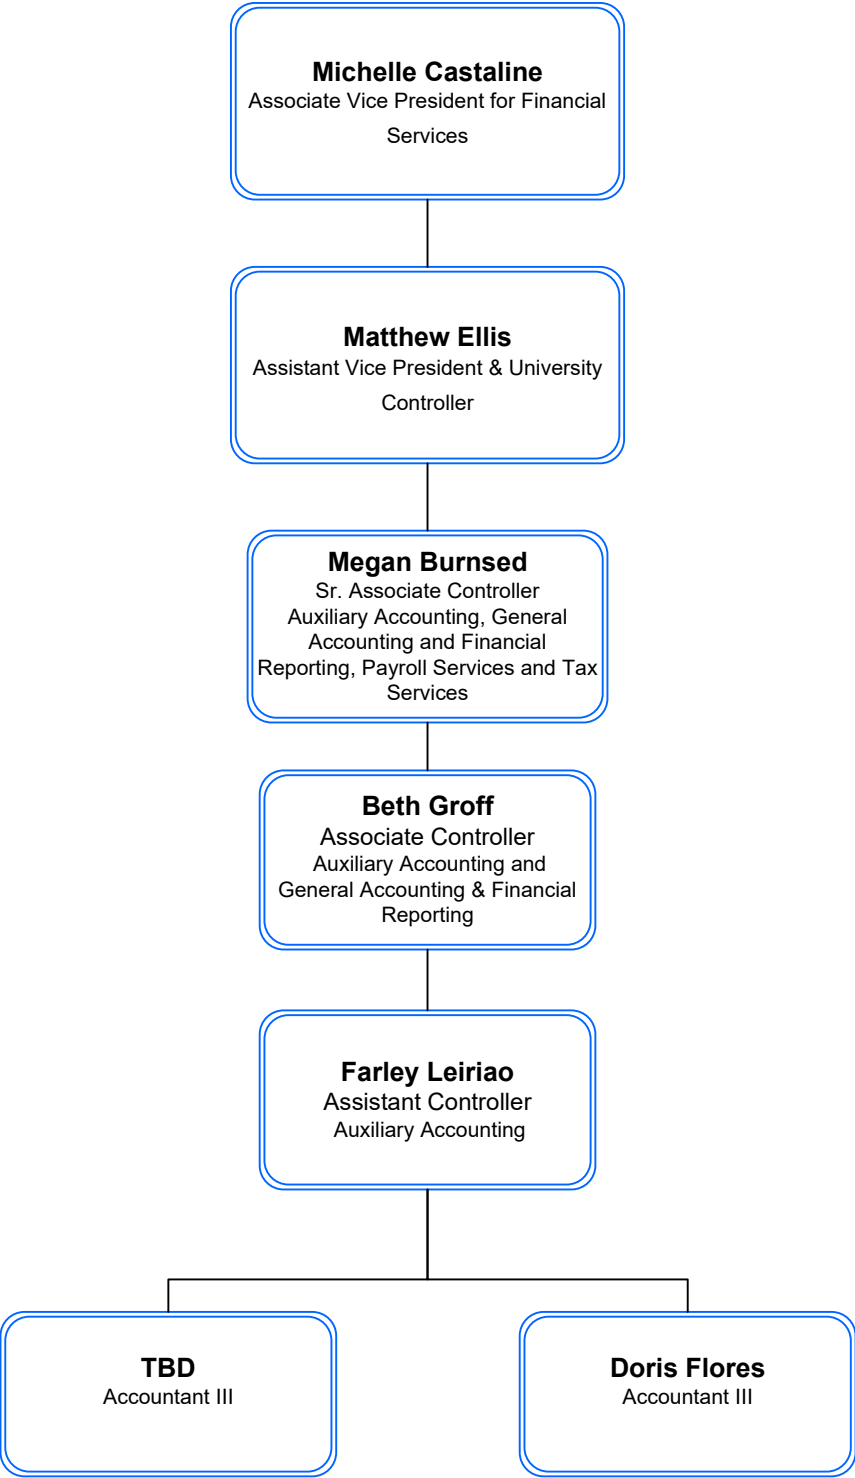 Michelle Castaline
Associate Vice President for Financial
Services
Matthew Ellis
Assistant Vice President & University
Controller
Megan Burnsed
Sr. Associate Controller
Auxiliary Accounting, General
Accounting and Financial
Reporting, Payroll Services and Tax
Services
Beth Groff
Associate Controller
Auxiliary Accounting and
General Accounting & Financial
Reporting
Farley Leiriao
Assistant Controller
Auxiliary Accounting
TBD
Accountant III
Doris Flores
Accountant III